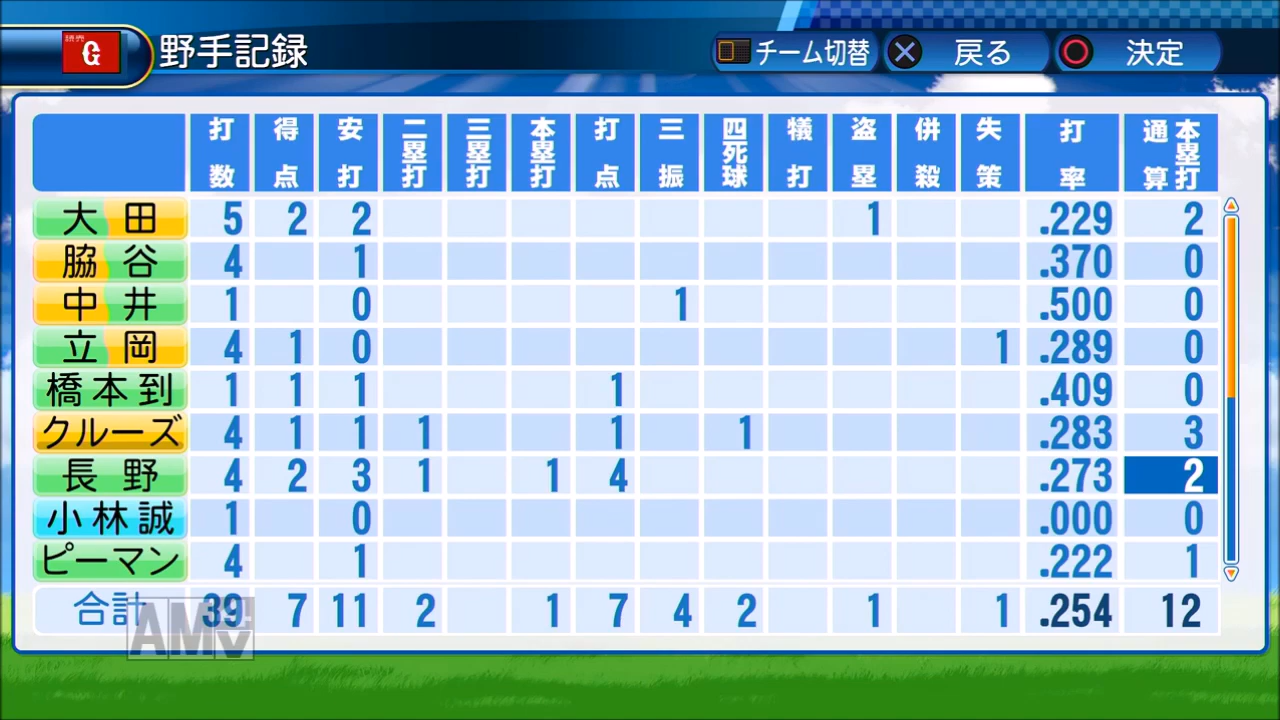 読売
G 野手記録 チーム切替 × 戻る ○ 決定
打数 得点 安打 二塁打 三塁打 本塁打 打点 三振 四死球 犠打 盗塁 併殺 失策 打率 通算本塁打
大田 5 2 2 1 .229 2
脇谷 4 1 .370 0
中井 1 0 1 .500 0
立岡 4 1 0 1 .289 0
橋本到 1 1 1 1 .409 0
クルーズ 4 1 1 1 1 1 .283 3
長野 4 2 3 1 1 4 .273 2
小林誠 1 0 .000 0
ピーマン 4 1 .222 1
合計 39 7 11 2 1 7 4 2 1 1 .254 12
AMV